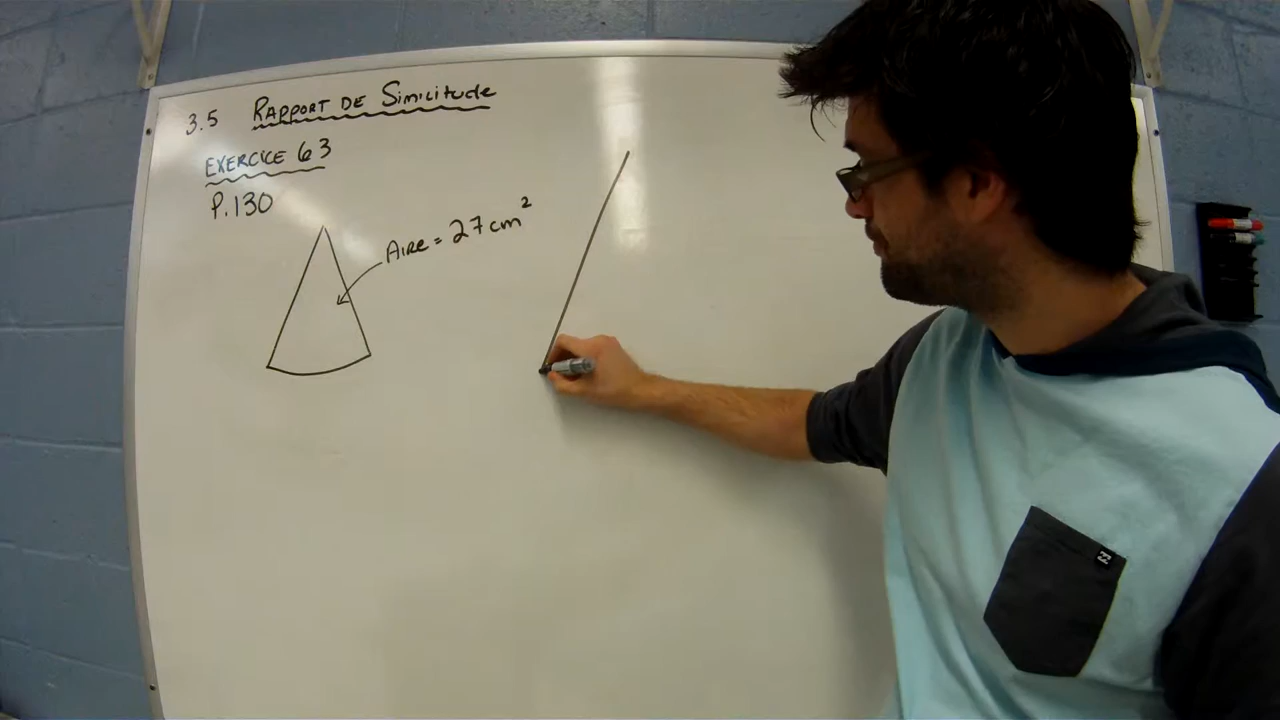 3.5 RAPPORT DE SIMILITUDE
EXERCICE 63
P.130
AIRE = 27 cm²